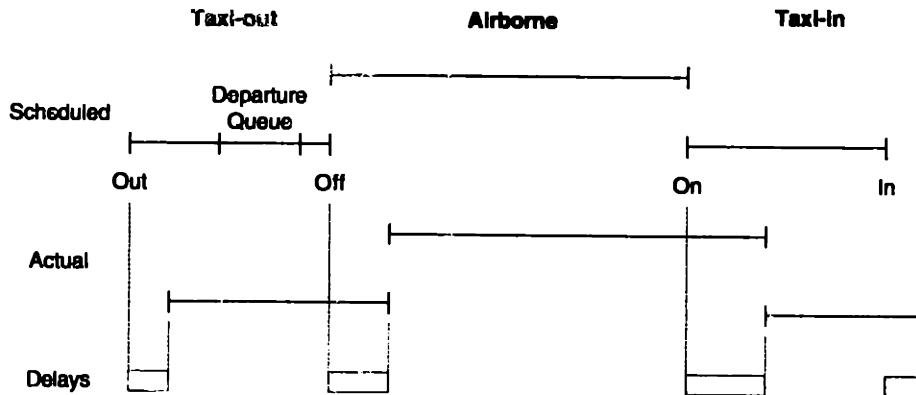 Taxi-out Airborne Taxi-in
Departure
Queue
Scheduled
Out Off On In
Actual
Delays